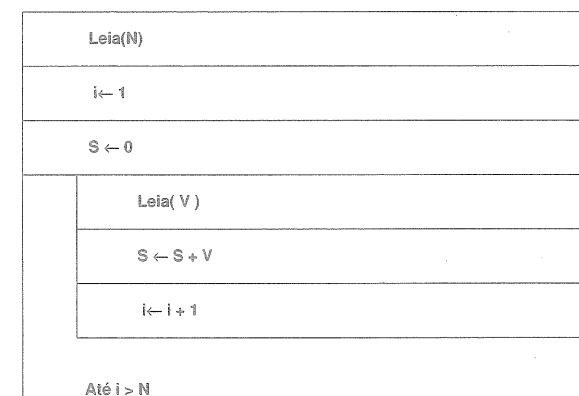 Leia(N)
i← 1
S ← 0
Leia( V )
S ← S + V
i← i + 1
Até i > N